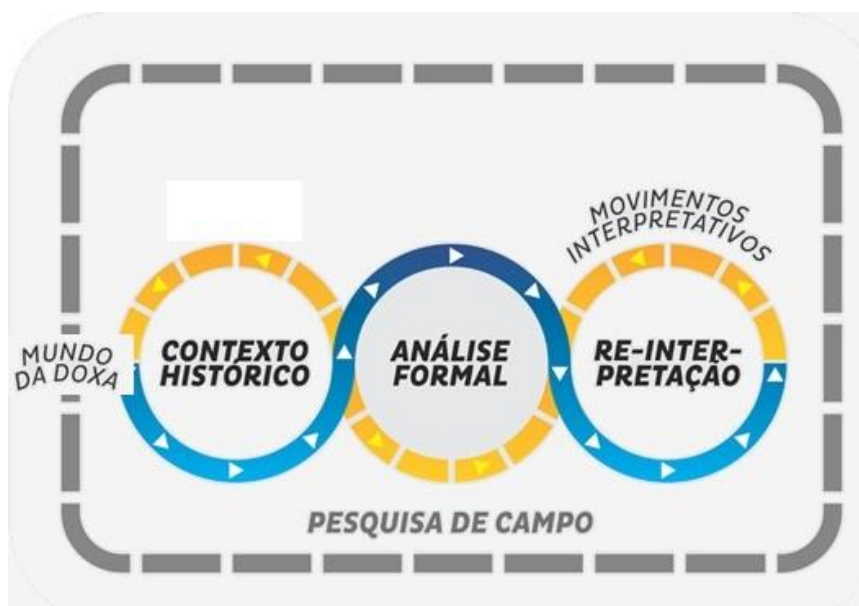 MOVIMENTOS
INTERPRETATIVOS
MUNDO
DA DOXA
CONTEXTO
HISTÓRICO
ANÁLISE
FORMAL
RE-INTER-
PRETAÇÃO
PESQUISA DE CAMPO